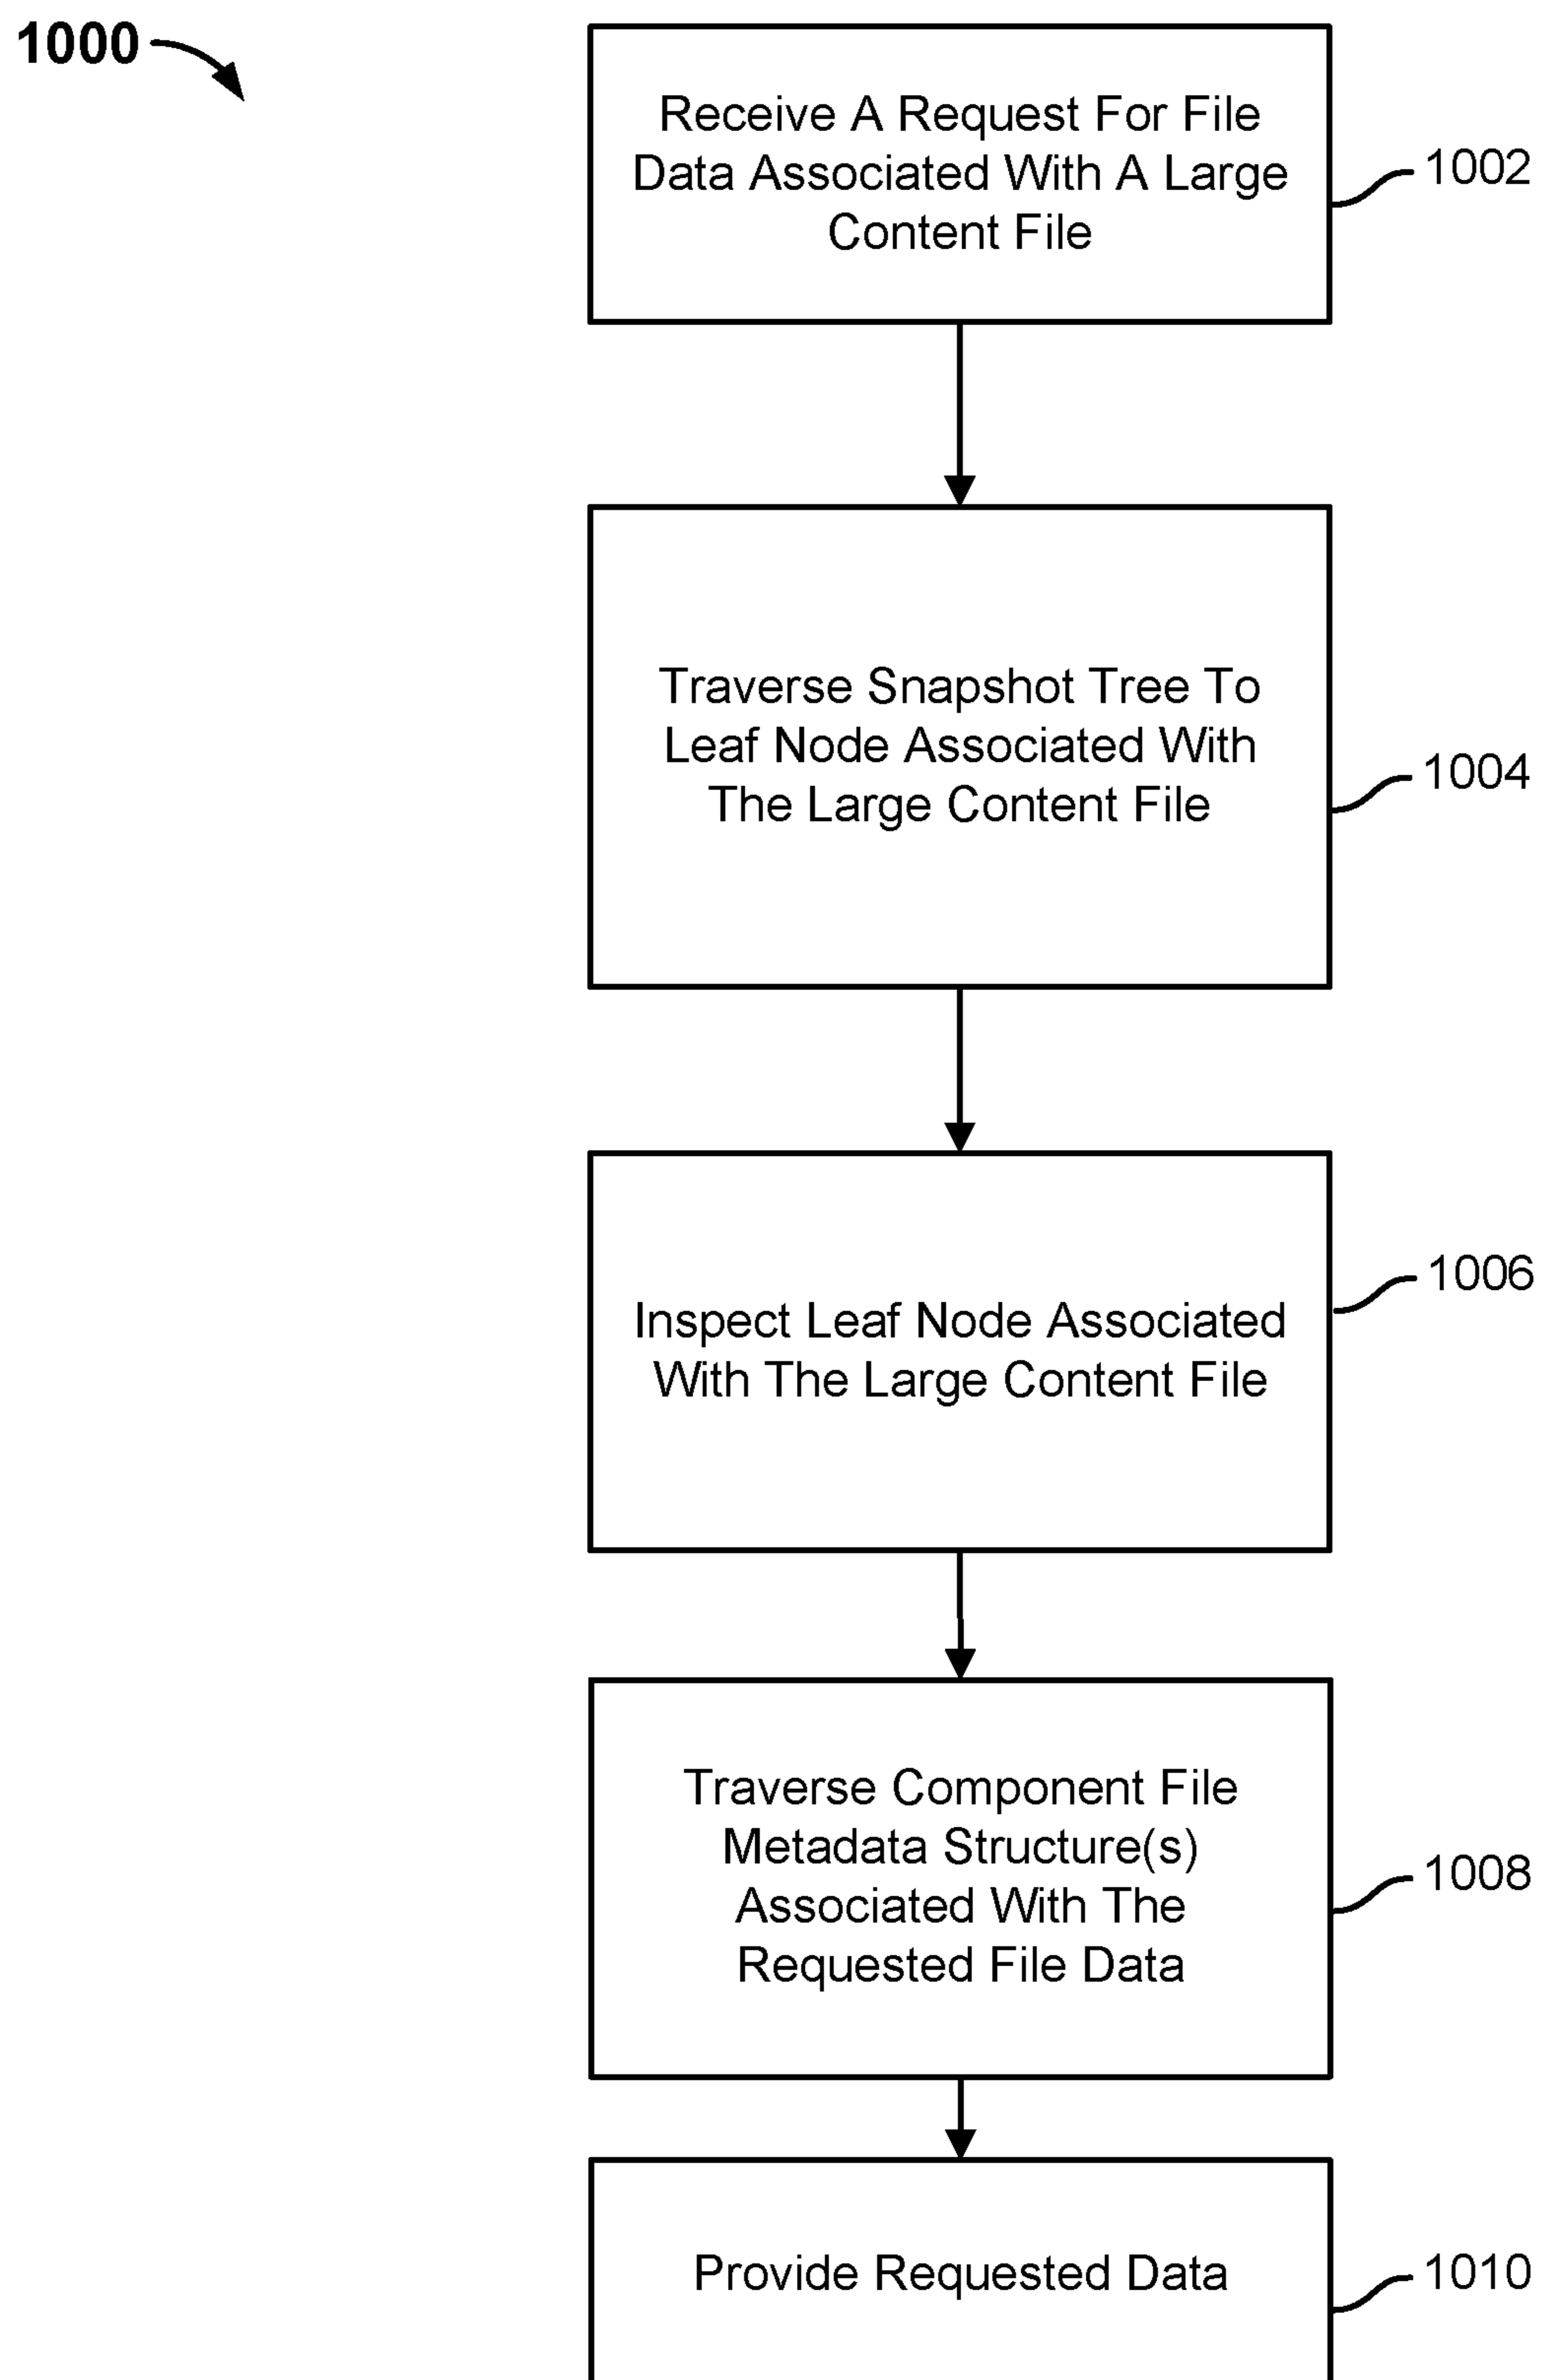 1000
Receive A Request For File
Data Associated With A Large
Content File
1002
Traverse Snapshot Tree To
Leaf Node Associated With
The Large Content File
1004
Inspect Leaf Node Associated
With The Large Content File
1006
Traverse Component File
Metadata Structure(s)
Associated With The
Requested File Data
1008
Provide Requested Data
1010